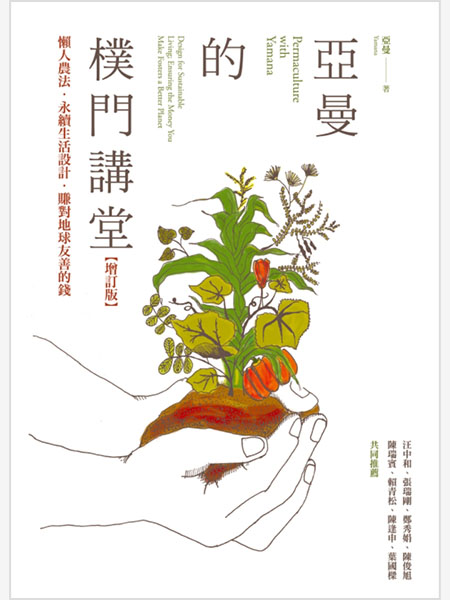 亞曼
Yamana
著
亞曼
的
樸門講堂
【增訂版】
Permaculture
with
Yamana
Design for Sustainable
Living: Ensuring the Money You
Make Fosters a Better Planet
懶人農法・永續生活設計・賺對地球友善的錢
汪中和、張瑞剛、鄭秀娟、陳俊旭
陳瑞賓、賴青松、陳逢申、葉國樑
共同推薦